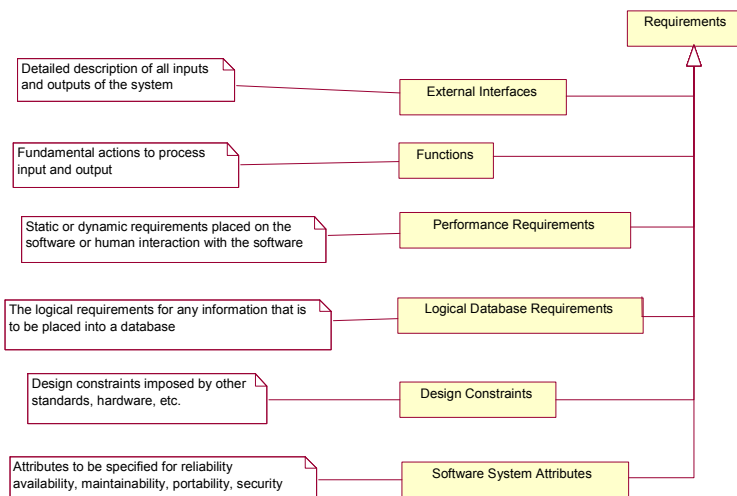 Requirements
Detailed description of all inputs
and outputs of the system
External Interfaces
Fundamental actions to process
input and output
Functions
Static or dynamic requirements placed on the
software or human interaction with the software
Performance Requirements
The logical requirements for any information that is
to be placed into a database
Logical Database Requirements
Design constraints imposed by other
standards, hardware, etc.
Design Constraints
Attributes to be specified for reliability
availability, maintainability, portability, security
Software System Attributes